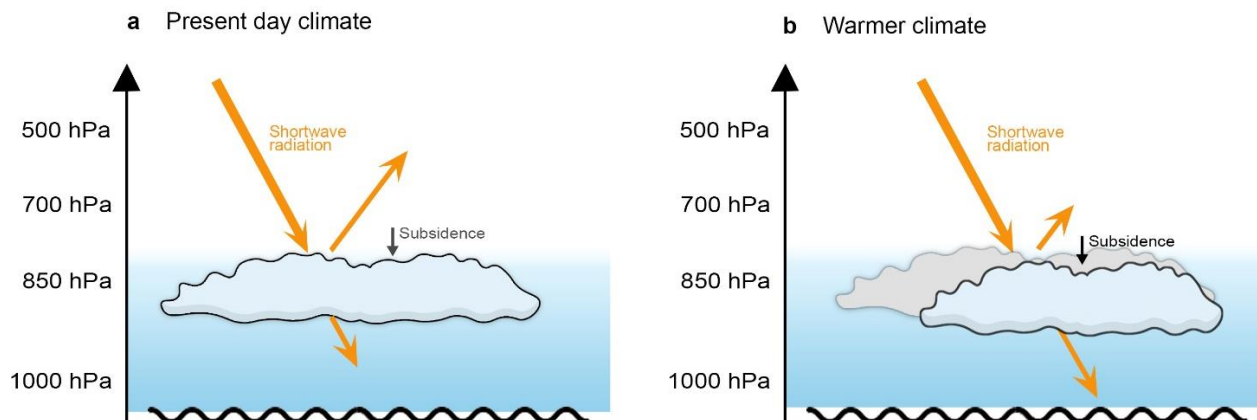 a Present day climate
500 hPa
700 hPa
850 hPa
1000 hPa
Shortwave
radiation
Subsidence
b Warmer climate
500 hPa
700 hPa
850 hPa
1000 hPa
Shortwave
radiation
Subsidence